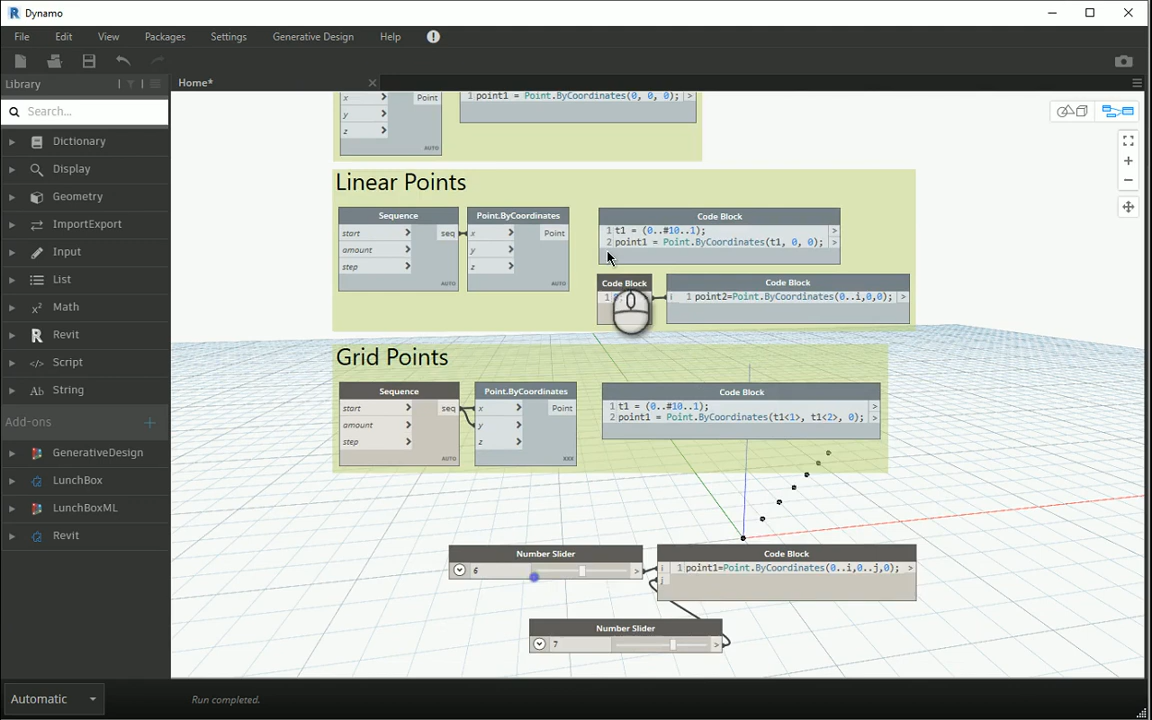 Dynamo
File Edit View Packages Settings Generative Design Help
Library
Home*
Search...
Dictionary
Display
Geometry
ImportExport
Input
List
Math
Revit
Script
String
Add-ons
GenerativeDesign
LunchBox
LunchBoxML
Revit
Automatic
Run completed.
x > Point
y >
z >
AUTO
1 point1 = Point.ByCoordinates(0, 0, 0); >
Linear Points
Sequence
start > seq
amount >
step >
AUTO
Point.ByCoordinates
x > Point
y >
z >
AUTO
Code Block
1 t1 = (0..#10..1); >
2 point1 = Point.ByCoordinates(t1, 0, 0); >
Code Block
1
Code Block
i 1 point2=Point.ByCoordinates(0..i,0,0); >
Grid Points
Sequence
start > seq
amount >
step >
AUTO
Point.ByCoordinates
x > Point
y >
z >
XXX
Code Block
1 t1 = (0..#10..1); >
2 point1 = Point.ByCoordinates(t1<1>, t1<2>, 0); >
Number Slider
6 >
Code Block
i 1 point1=Point.ByCoordinates(0..i,0..j,0); >
j
Number Slider
7 >